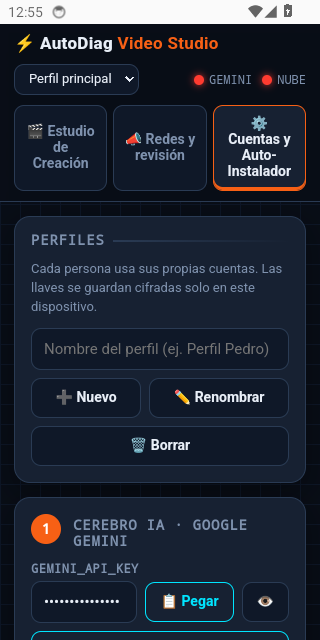 12:55
⚡ AutoDiag Video Studio
Perfil principal
GEMINI
NUBE
🎬 Estudio
de
Creación
📣 Redes y
revisión
⚙️
Cuentas y
Auto-
Instalador
PERFILES
Cada persona usa sus propias cuentas. Las
llaves se guardan cifradas solo en este
dispositivo.
Nombre del perfil (ej. Perfil Pedro)
➕ Nuevo
✏️ Renombrar
🗑️ Borrar
1
CEREBRO IA · GOOGLE
GEMINI
GEMINI_API_KEY
•••••••••••••••
📋 Pegar
👁️